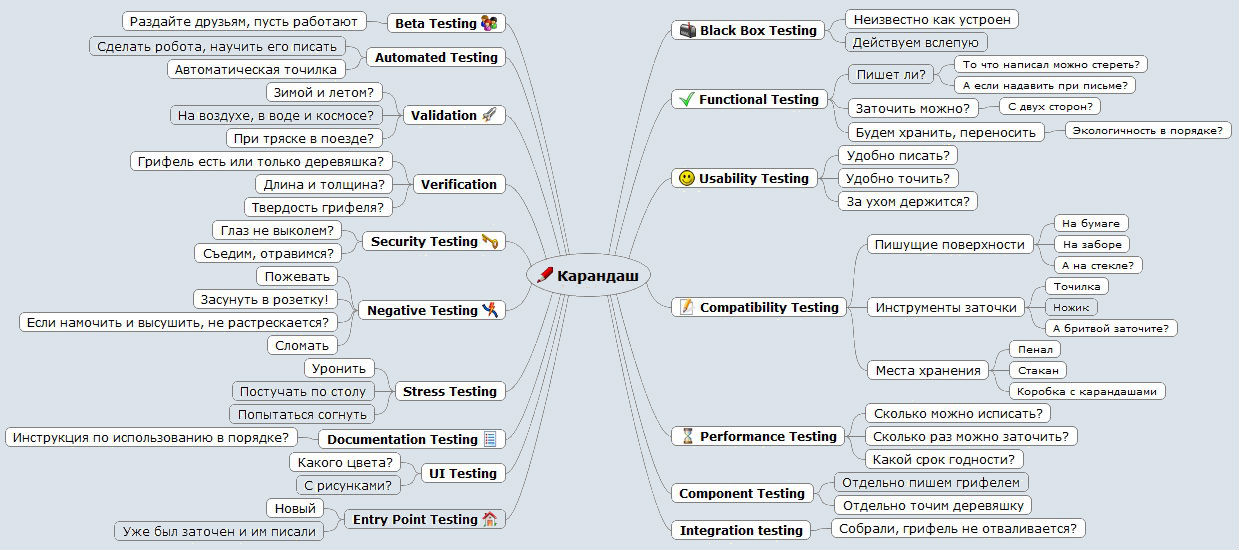 Карандаш
Beta Testing
Раздайте друзьям, пусть работают
Automated Testing
Сделать робота, научить его писать
Автоматическая точилка
Validation
Зимой и летом?
На воздухе, в воде и космосе?
При тряске в поезде?
Verification
Грифель есть или только деревяшка?
Длина и толщина?
Твердость грифеля?
Security Testing
Глаз не выколем?
Съедим, отравимся?
Negative Testing
Пожевать
Засунуть в розетку!
Если намочить и высушить, не растрескается?
Сломать
Stress Testing
Уронить
Постучать по столу
Попытаться согнуть
Documentation Testing
Инструкция по использованию в порядке?
UI Testing
Какого цвета?
С рисунками?
Entry Point Testing
Новый
Уже был заточен и им писали
Black Box Testing
Неизвестно как устроен
Действуем вслепую
Functional Testing
Пишет ли?
То что написал можно стереть?
А если надавить при письме?
Заточить можно?
С двух сторон?
Будем хранить, переносить
Экологичность в порядке?
Usability Testing
Удобно писать?
Удобно точить?
За ухом держится?
Compatibility Testing
Пишущие поверхности
На бумаге
На заборе
А на стекле?
Инструменты заточки
Точилка
Ножик
А бритвой заточите?
Места хранения
Пенал
Стакан
Коробка с карандашами
Performance Testing
Сколько можно исписать?
Сколько раз можно заточить?
Какой срок годности?
Component Testing
Отдельно пишем грифелем
Отдельно точим деревяшку
Integration testing
Собрали, грифель не отваливается?